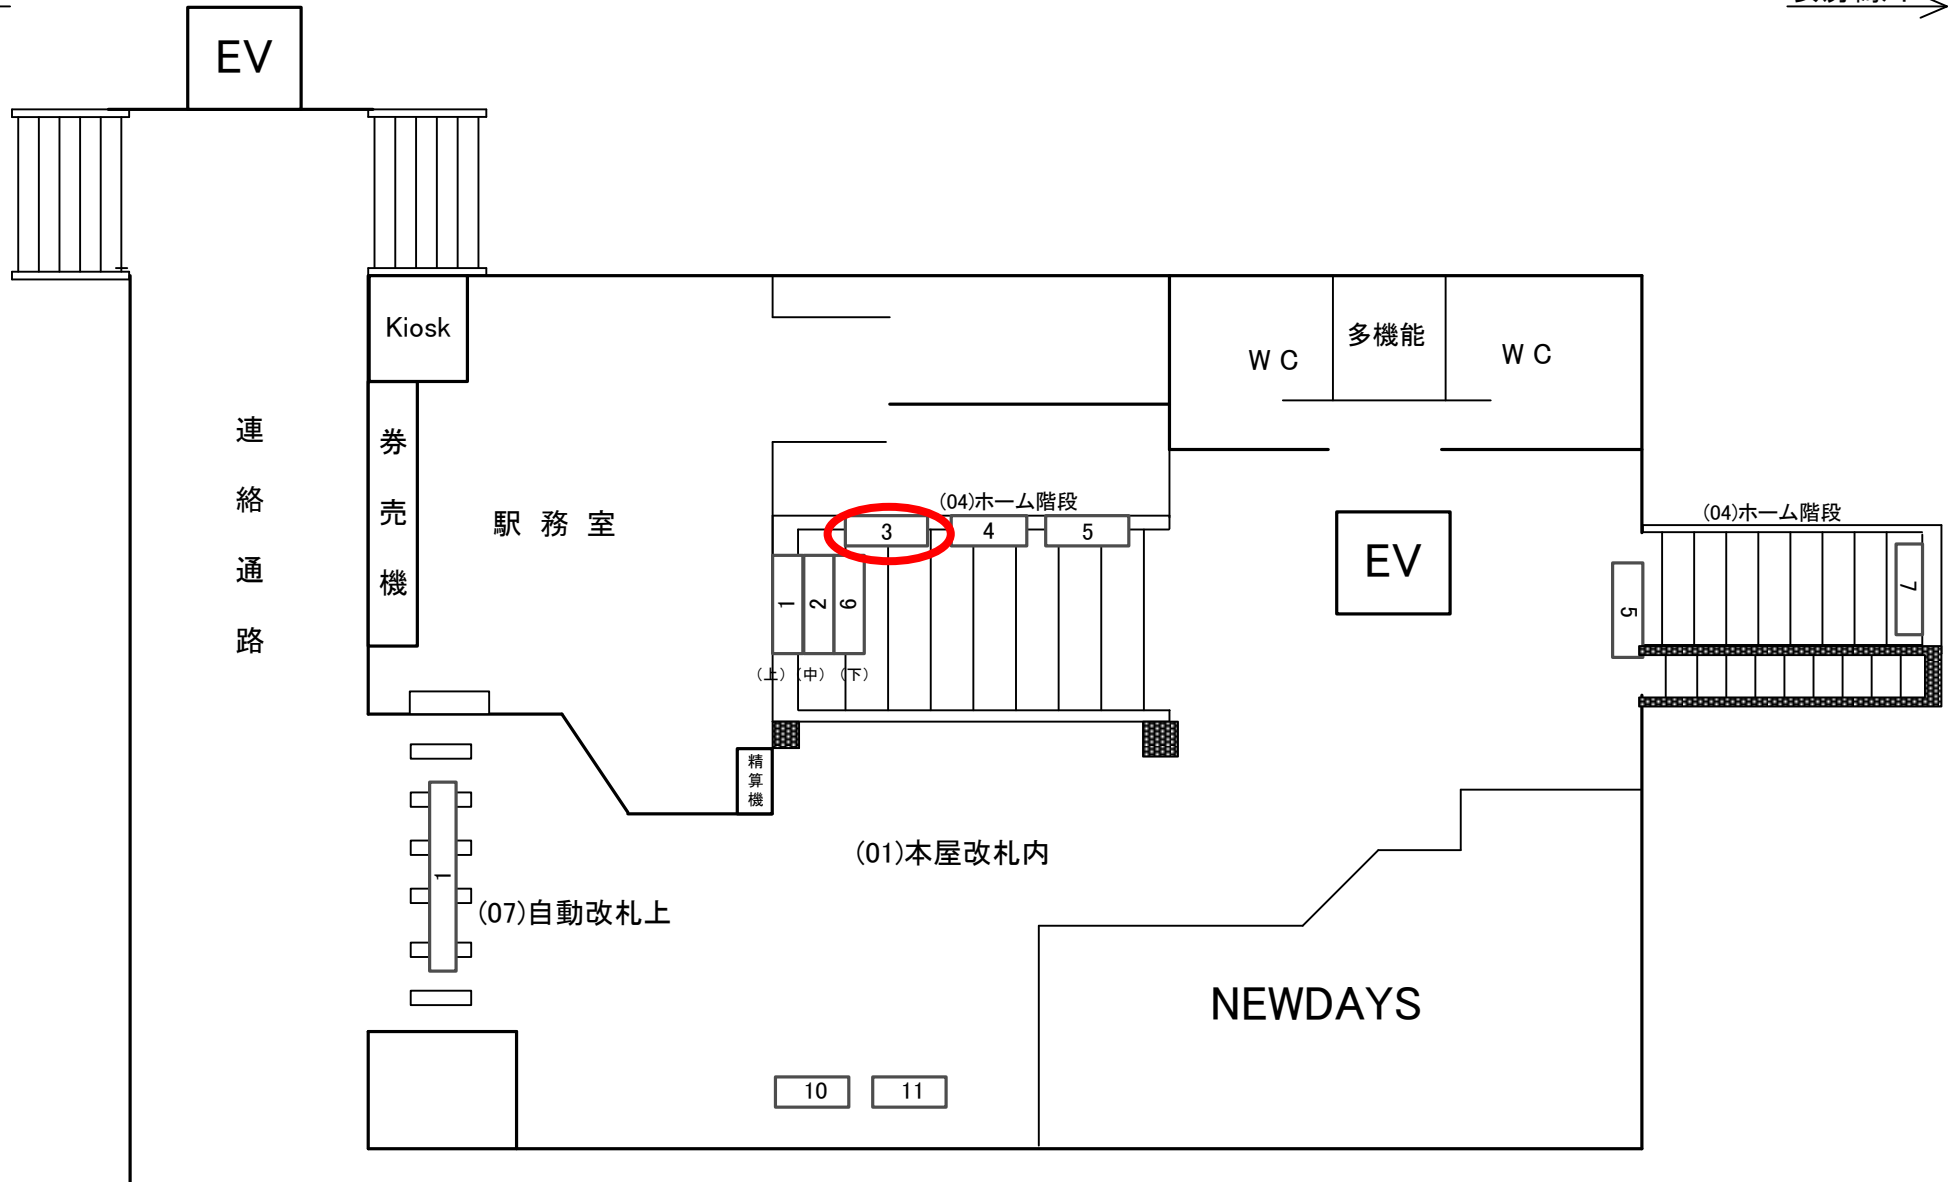 EV
Kiosk
多機能
W C
W C
連絡通路
券売機
駅務室
(04)ホーム階段
(04)ホーム階段
3
4
5
EV
1
2
6
5
7
(上)
(中)
(下)
精算機
(01)本屋改札内
1
(07)自動改札上
NEWDAYS
10
11